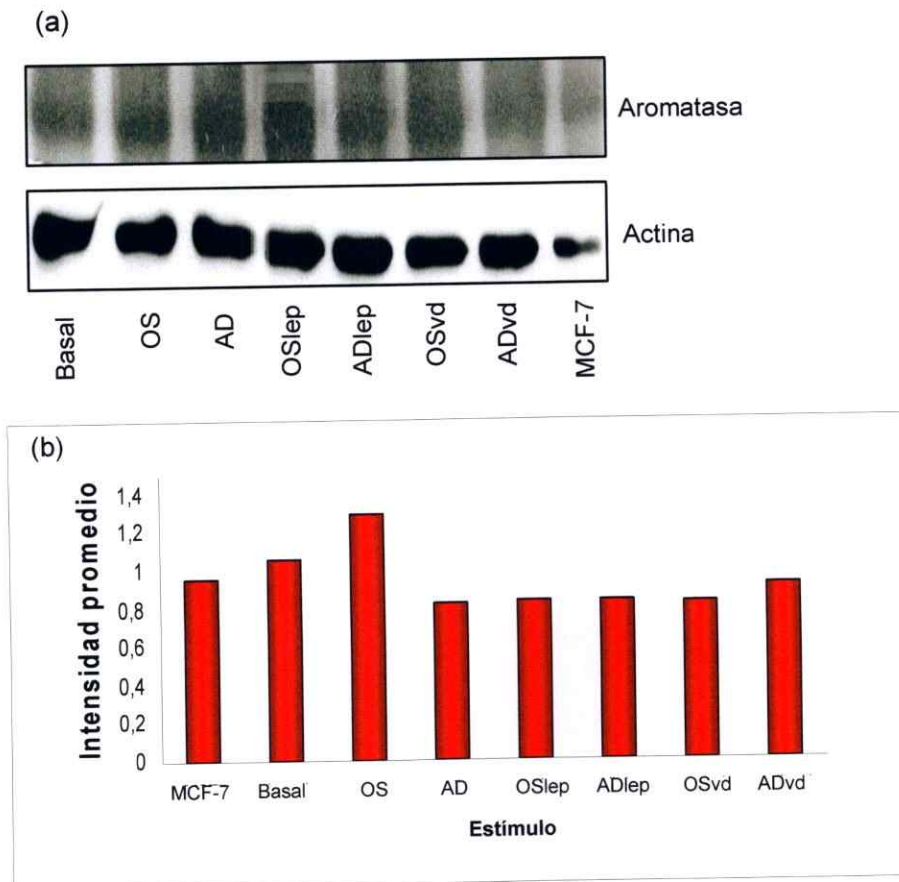 (a)
Aromatasa
Actina
Basal
OS
AD
OSlep
ADlep
OSvd
ADvd
MCF-7
(b)
Intensidad promedio
1,4
1,2
1
0,8
0,6
0,4
0,2
0
MCF-7 Basal OS AD OSlep ADlep OSvd ADvd
Estímulo